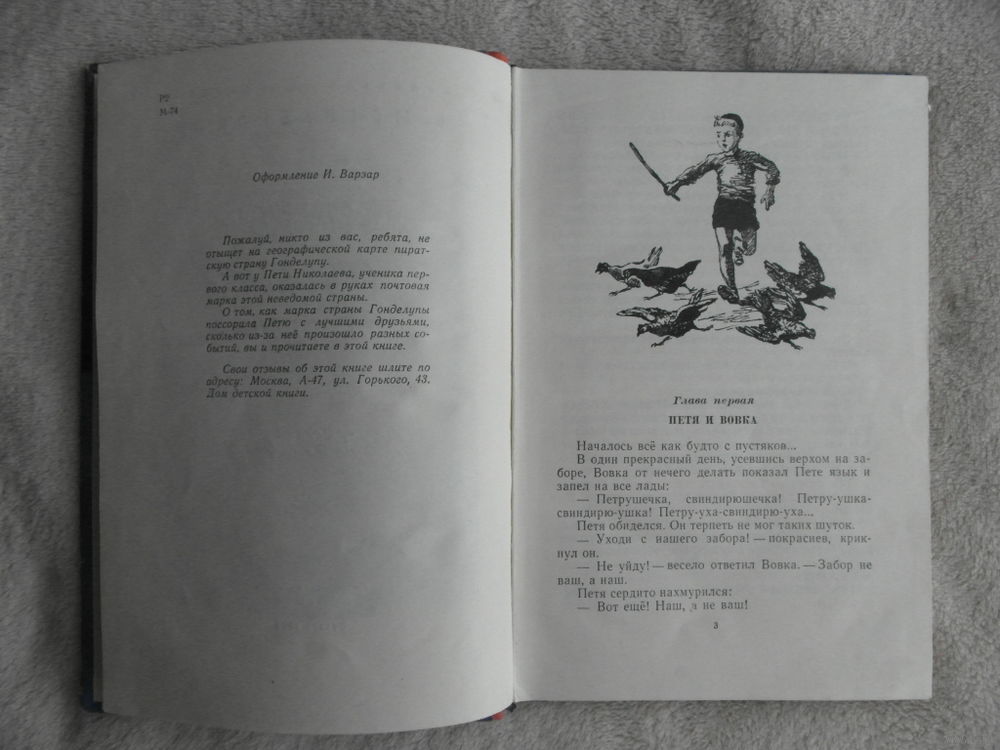 Р2
М-74
Оформление И. Варзар
Пожалуй, никто из вас, ребята, не
отыщет на географической карте пират-
скую страну Гонделупу.
А вот у Пети Николаева, ученика пер-
вого класса, оказалась в руках почтовая
марка этой неведомой страны.
О том, как марка страны Гонделупы
поссорила Петю с лучшими друзьями,
сколько из-за неё произошло разных со-
бытий, вы и прочитаете в этой книге.
Свои отзывы об этой книге шлите по
адресу: Москва, А-47, ул. Горького, 43.
Дом детской книги.
Глава первая
ПЕТЯ И ВОВКА
Началось всё как будто с пустяков...
В один прекрасный день, усевшись верхом на за-
боре, Вовка от нечего делать показал Пете язык и
запел на все лады:
— Петрушечка, свиндирюшечка! Петру-ушка-
свиндирю-ушка! Петру-уха-свиндирю-уха...
Петя обиделся. Он терпеть не мог таких шуток.
— Уходи с нашего забора! — покраснев, крик-
нул он.
— Не уйду! — весело ответил Вовка. — Забор не
ваш, а наш.
Петя сердито нахмурился:
— Вот ещё! Наш, а не ваш!
3